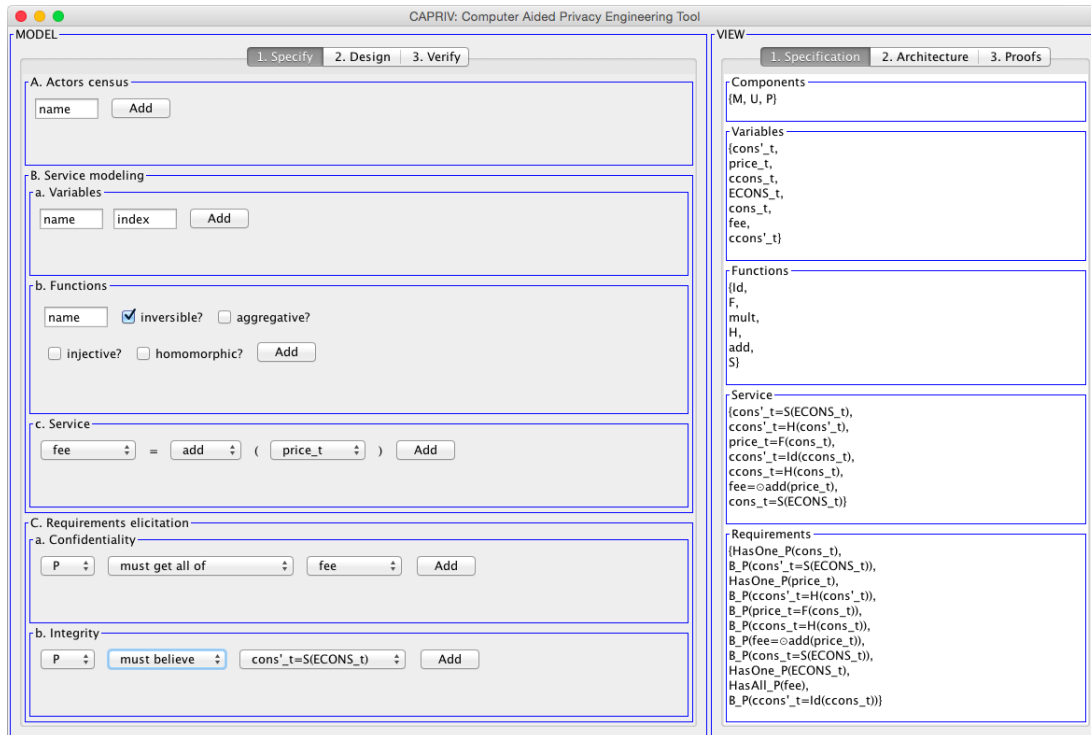 CAPRIV: Computer Aided Privacy Engineering Tool
MODEL
1. Specify 2. Design 3. Verify
A. Actors census
name Add
B. Service modeling
a. Variables
name index Add
b. Functions
name inversible? aggregative?
injective? homomorphic? Add
c. Service
fee = add ( price_t ) Add
C. Requirements elicitation
a. Confidentiality
P must get all of fee Add
b. Integrity
P must believe cons'_t=S(ECONS_t) Add
VIEW
1. Specification 2. Architecture 3. Proofs
Components
{M, U, P}
Variables
{cons'_t,
price_t,
ccons_t,
ECONS_t,
cons_t,
fee,
ccons'_t}
Functions
{Id,
F,
mult,
H,
add,
S}
Service
{cons'_t=S(ECONS_t),
ccons'_t=H(cons'_t),
price_t=F(cons_t),
ccons'_t=Id(ccons_t),
ccons_t=H(cons_t),
fee=⊙add(price_t),
cons_t=S(ECONS_t)}
Requirements
{HasOne_P(cons_t),
B_P(cons'_t=S(ECONS_t)),
HasOne_P(price_t),
B_P(ccons'_t=H(cons'_t)),
B_P(price_t=F(cons_t)),
B_P(ccons_t=H(cons_t)),
B_P(fee=⊙add(price_t)),
B_P(cons_t=S(ECONS_t)),
HasOne_P(ECONS_t),
HasAll_P(fee),
B_P(ccons'_t=Id(ccons_t))}